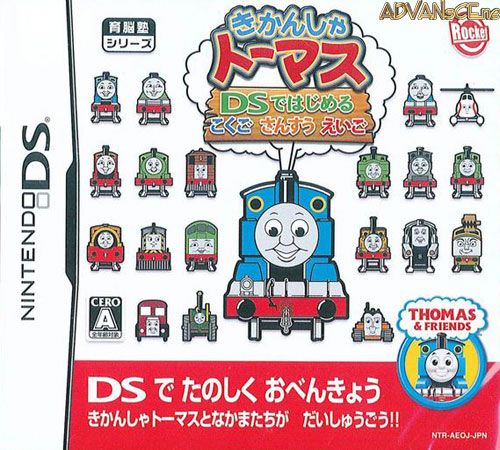 ADVANsCEne
育脳塾
シリーズ
Rocket
きかんしゃ
トーマス
DSではじめる
こくご さんすう えいご
NINTENDO DS
CERO
A
全年齢対象
THOMAS
& FRIENDS
DSで たのしく おべんきょう
きかんしゃトーマスとなかまたちが だいしゅうごう!!
NTR-AEOJ-JPN